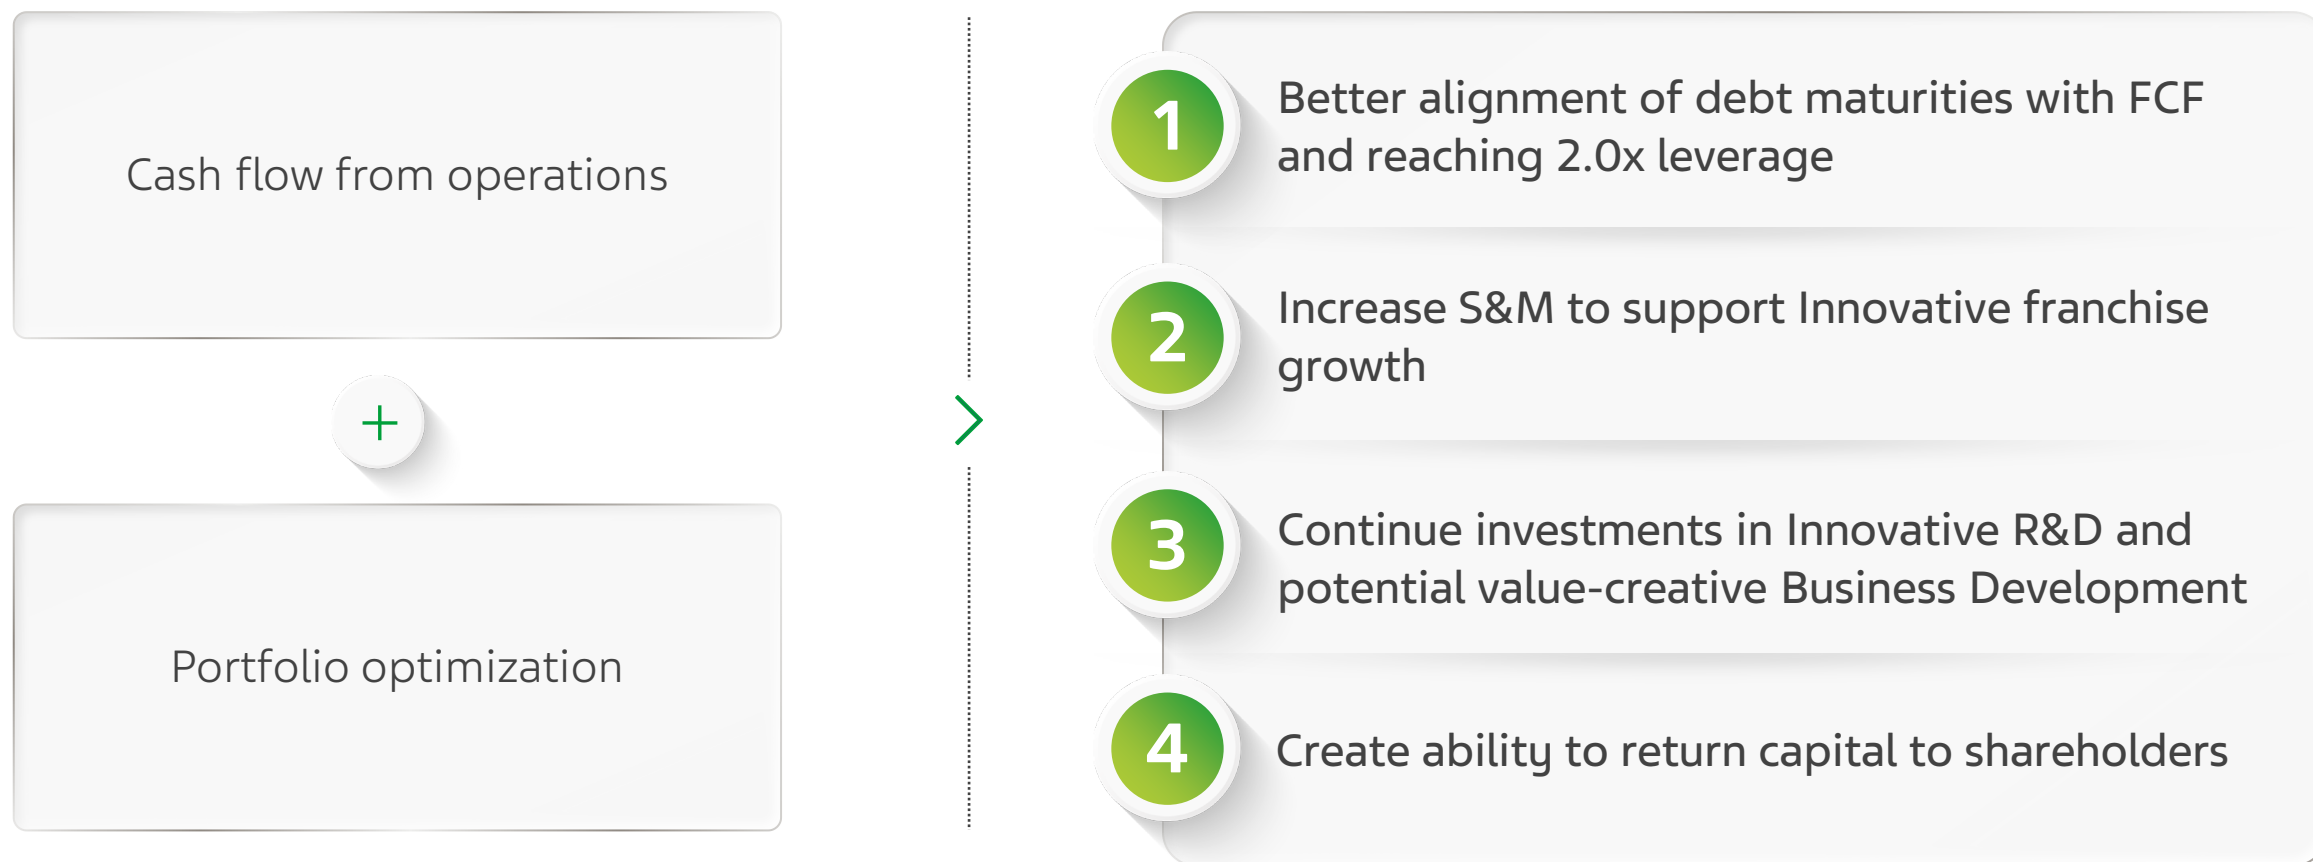 Cash flow from operations
+
Portfolio optimization
1
Better alignment of debt maturities with FCF
and reaching 2.0x leverage
2
Increase S&M to support Innovative franchise
growth
3
Continue investments in Innovative R&D and
potential value-creative Business Development
4
Create ability to return capital to shareholders